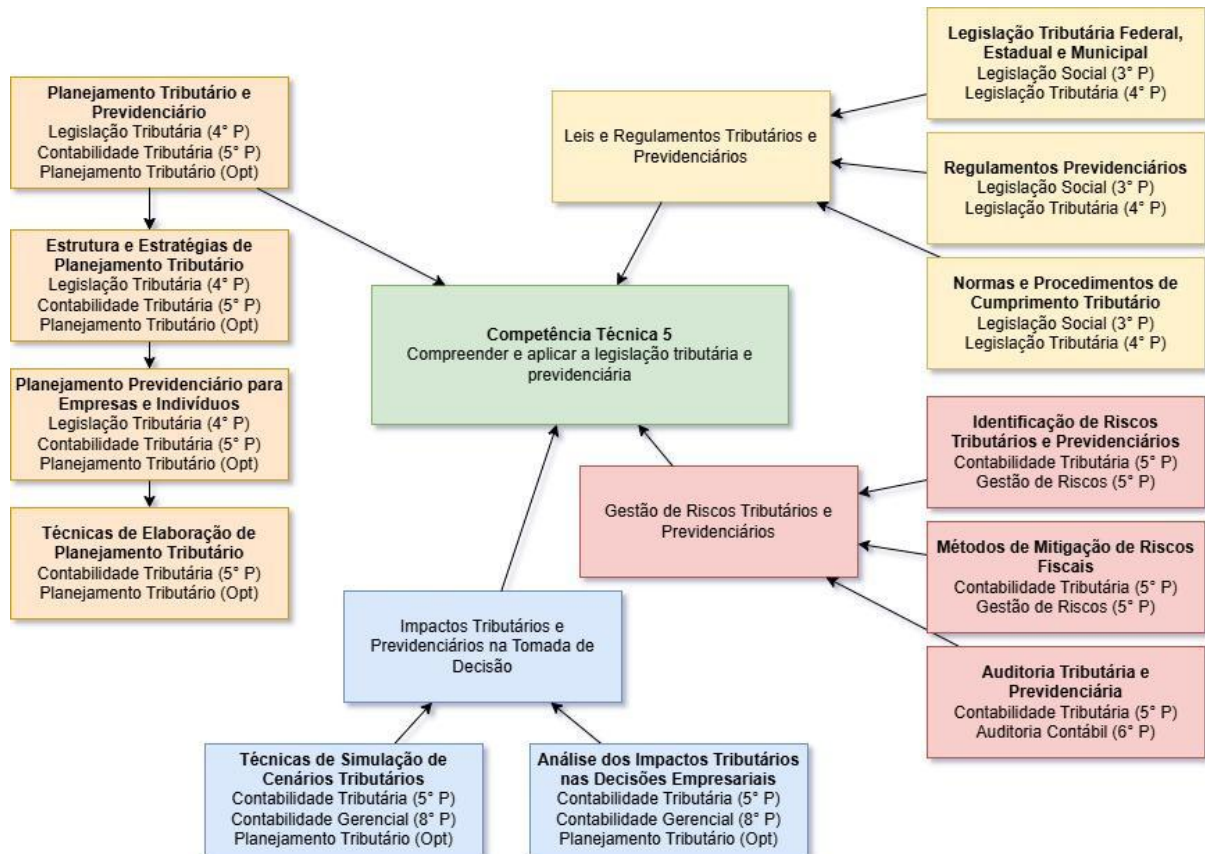 Planejamento Tributário e
Previdenciário
Legislação Tributária (4° P)
Contabilidade Tributária (5° P)
Planejamento Tributário (Opt)
Estrutura e Estratégias de
Planejamento Tributário
Legislação Tributária (4° P)
Contabilidade Tributária (5° P)
Planejamento Tributário (Opt)
Planejamento Previdenciário para
Empresas e Indivíduos
Legislação Tributária (4° P)
Contabilidade Tributária (5° P)
Planejamento Tributário (Opt)
Técnicas de Elaboração de
Planejamento Tributário
Contabilidade Tributária (5° P)
Planejamento Tributário (Opt)
Leis e Regulamentos Tributários e
Previdenciários
Legislação Tributária Federal,
Estadual e Municipal
Legislação Social (3° P)
Legislação Tributária (4° P)
Regulamentos Previdenciários
Legislação Social (3° P)
Legislação Tributária (4° P)
Normas e Procedimentos de
Cumprimento Tributário
Legislação Social (3° P)
Legislação Tributária (4° P)
Competência Técnica 5
Compreender e aplicar a legislação tributária e
previdenciária
Gestão de Riscos Tributários e
Previdenciários
Identificação de Riscos
Tributários e Previdenciários
Contabilidade Tributária (5° P)
Gestão de Riscos (5° P)
Métodos de Mitigação de Riscos
Fiscais
Contabilidade Tributária (5° P)
Gestão de Riscos (5° P)
Auditoria Tributária e
Previdenciária
Contabilidade Tributária (5° P)
Auditoria Contábil (6° P)
Impactos Tributários e
Previdenciários na Tomada de
Decisão
Técnicas de Simulação de
Cenários Tributários
Contabilidade Tributária (5° P)
Contabilidade Gerencial (8° P)
Planejamento Tributário (Opt)
Análise dos Impactos Tributários
nas Decisões Empresariais
Contabilidade Tributária (5° P)
Contabilidade Gerencial (8° P)
Planejamento Tributário (Opt)